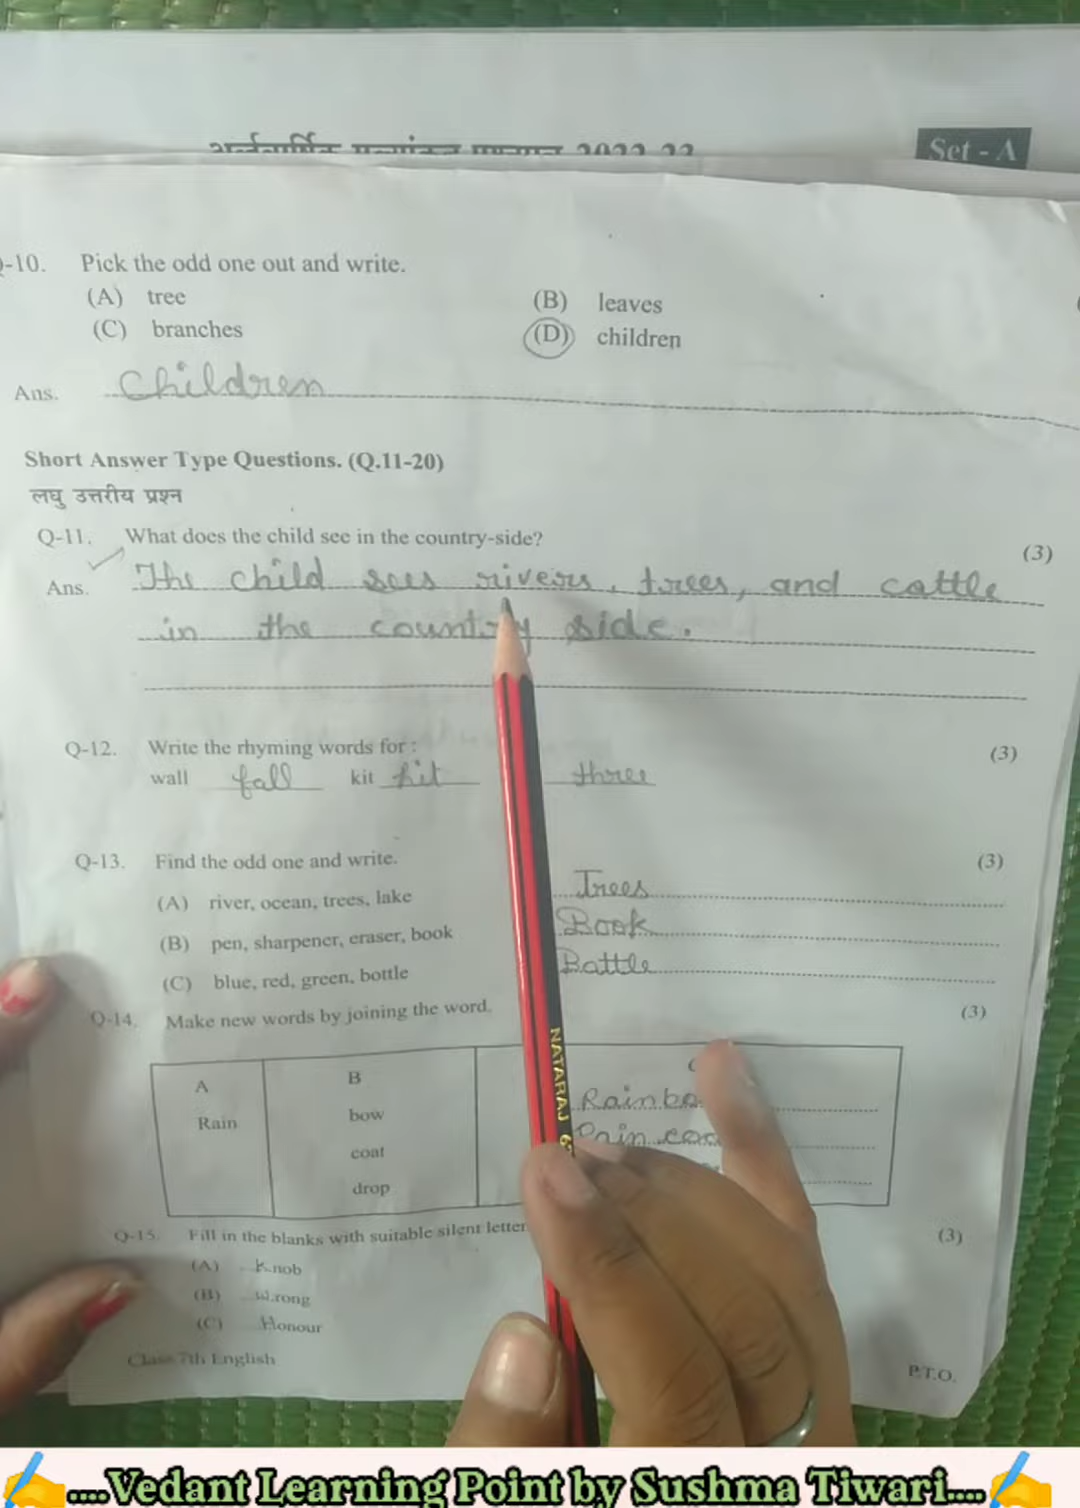 Set - A
Q-10. Pick the odd one out and write.
(A) tree (B) leaves
(C) branches (D) children
Ans. Children
Short Answer Type Questions. (Q.11-20)
लघु उत्तरीय प्रश्न
Q-11. What does the child see in the country-side? (3)
Ans. The child sees rivers, trees, and cattle
in the country side.
Q-12. Write the rhyming words for : (3)
wall fall kit hit three
Q-13. Find the odd one and write. (3)
(A) river, ocean, trees, lake Trees
(B) pen, sharpener, eraser, book Book
(C) blue, red, green, bottle Battle
Q-14. Make new words by joining the word. (3)
A B
Rain bow
coat
drop
Q-15. Fill in the blanks with suitable silent letter (3)
(A) Knob
(B) wrong
(C) Honour
Class 7th English P.T.O.
....Vedant Learning Point by Sushma Tiwari....
NATARAJ